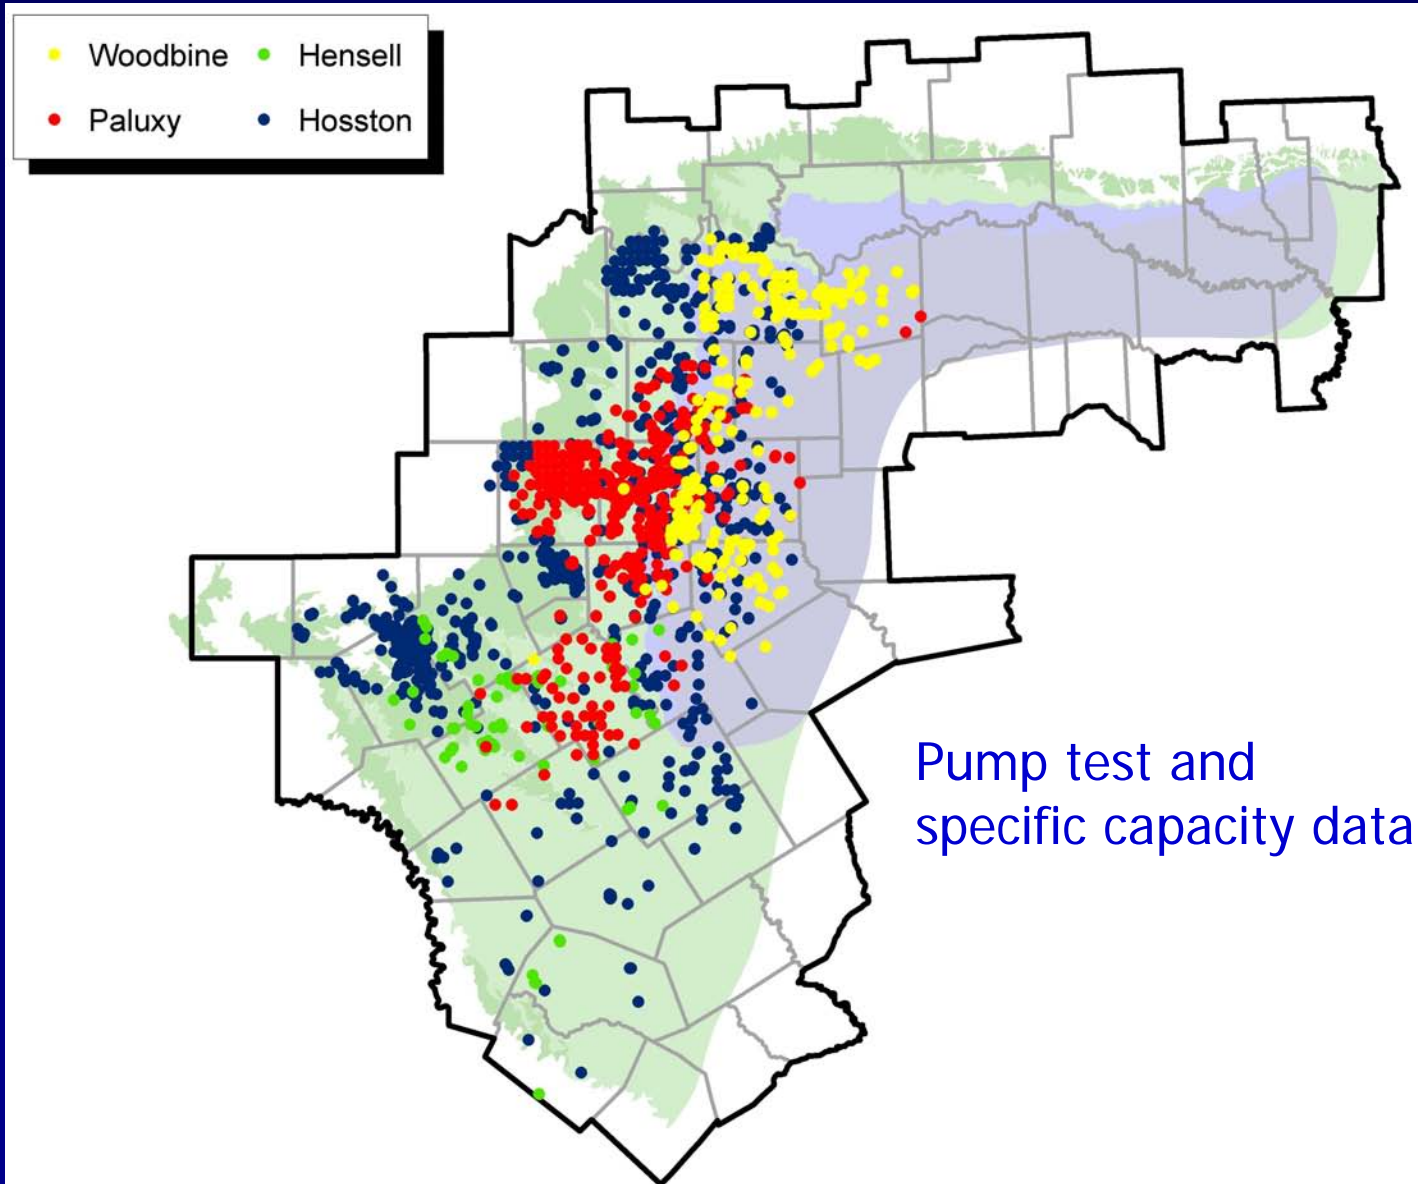 Woodbine
Hensell
Paluxy
Hosston
Pump test and
specific capacity data